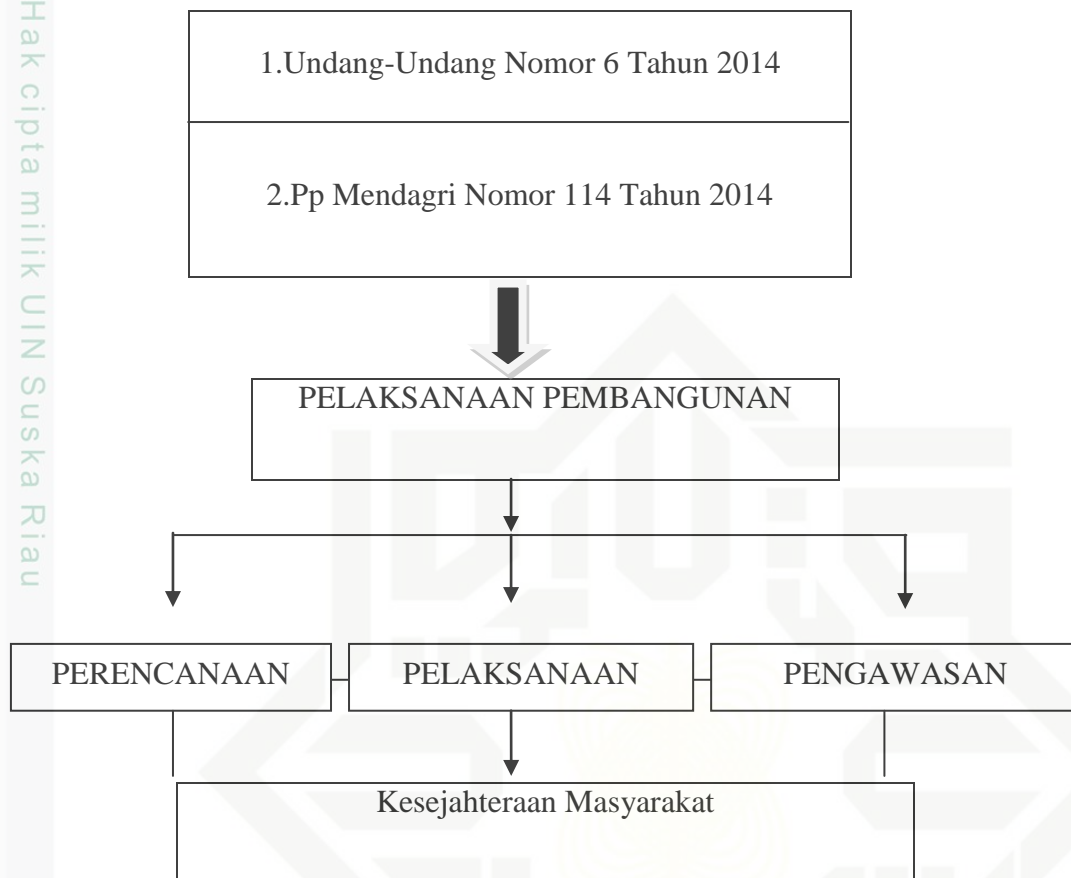 Hak cipta milik UIN Suska Riau
1.Undang-Undang Nomor 6 Tahun 2014
2.Pp Mendagri Nomor 114 Tahun 2014
PELAKSANAAN PEMBANGUNAN
PERENCANAAN
PELAKSANAAN
PENGAWASAN
Kesejahteraan Masyarakat